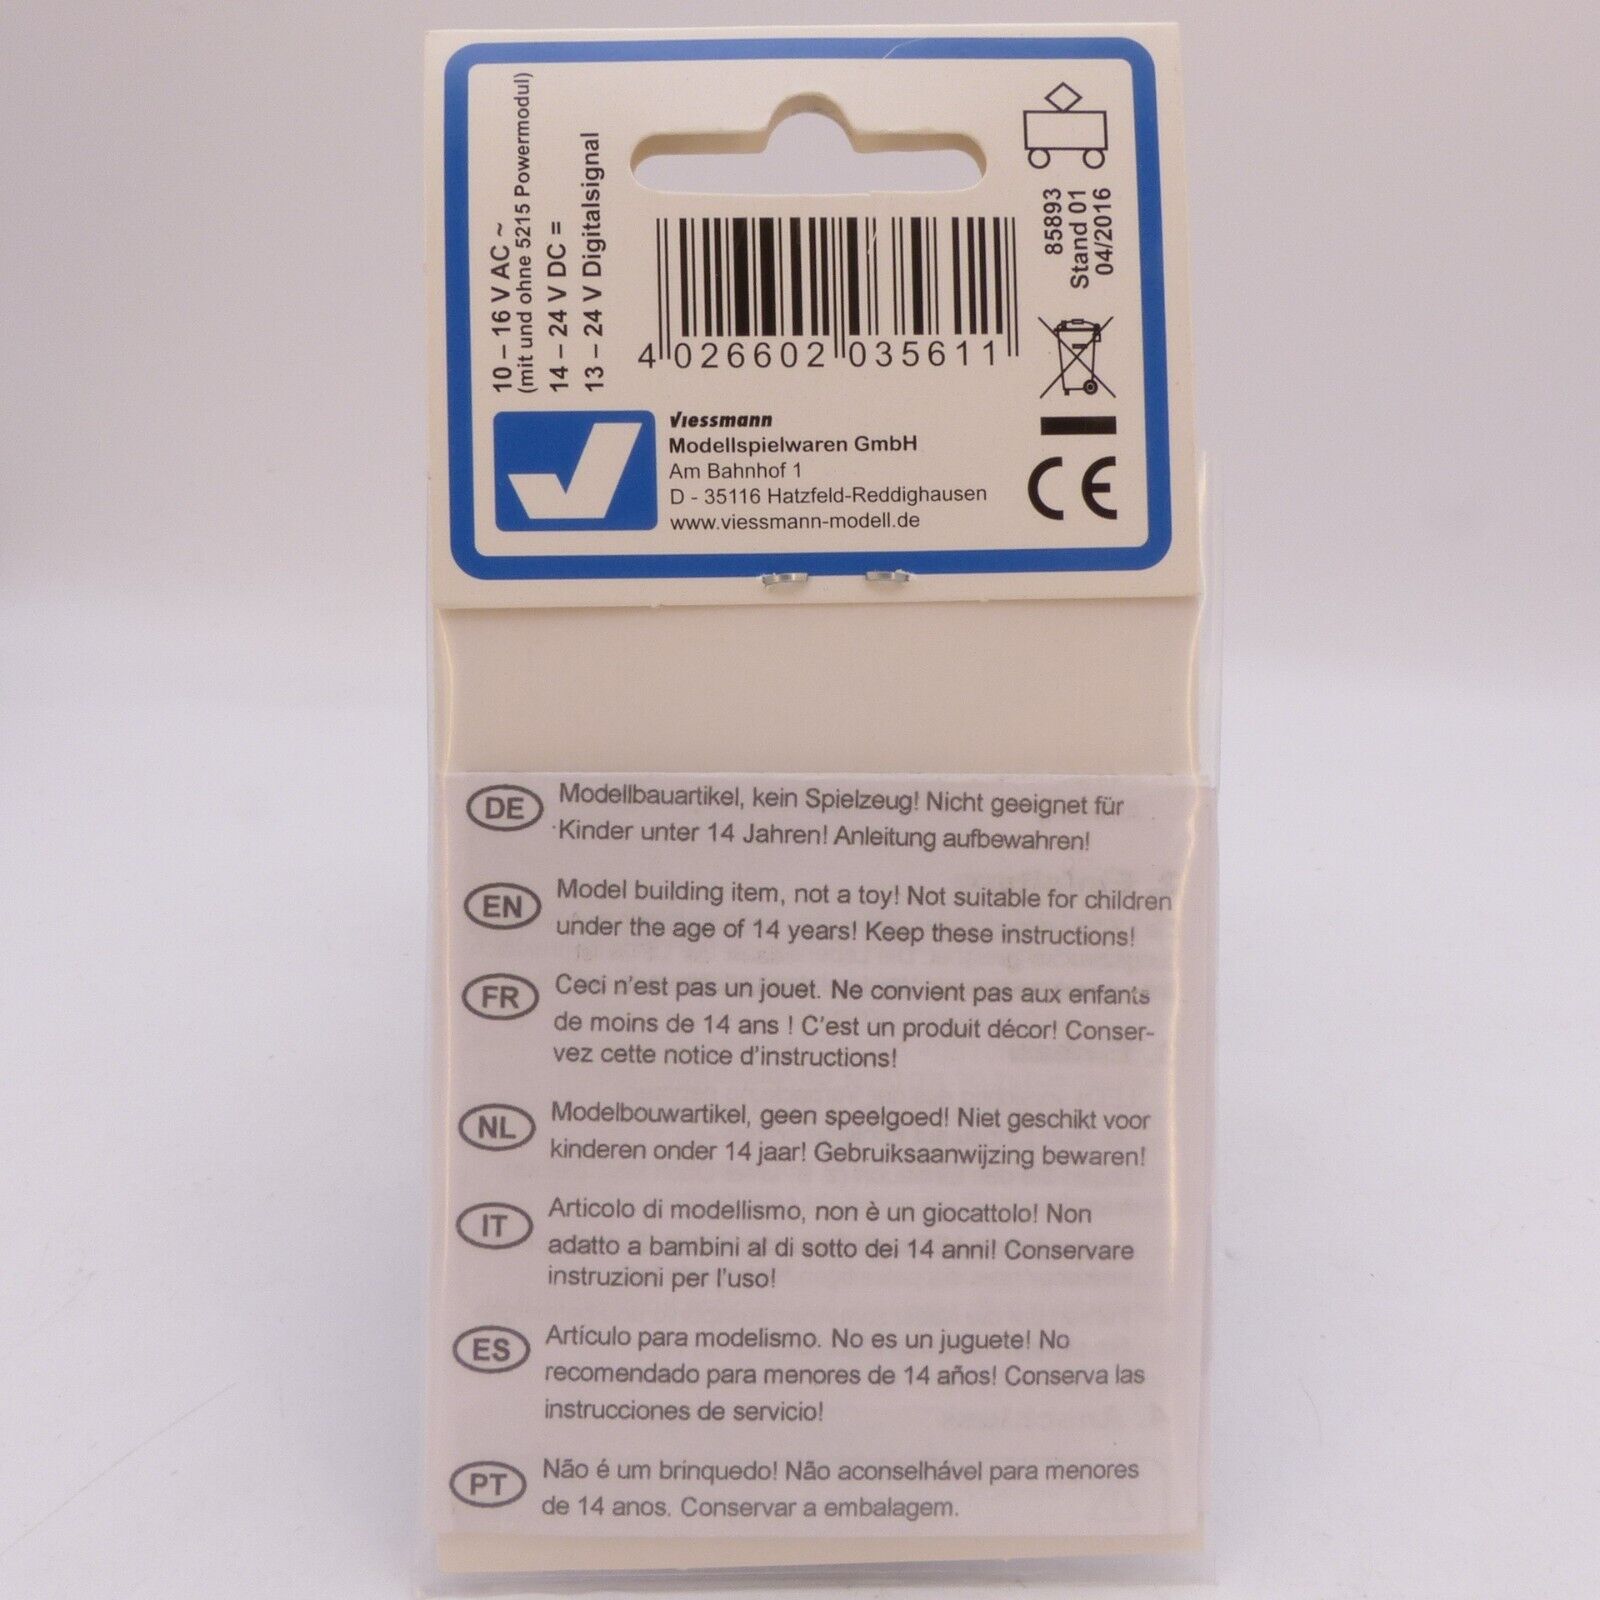 10 – 16 V AC ~
(mit und ohne 5215 Powermodul)
14 – 24 V DC =
13 – 24 V Digitalsignal
4 026602 035611
85893
Stand 01
04/2016
Viessmann
Modellspielwaren GmbH
Am Bahnhof 1
D - 35116 Hatzfeld-Reddighausen
www.viessmann-modell.de
CE
DE Modellbauartikel, kein Spielzeug! Nicht geeignet für
Kinder unter 14 Jahren! Anleitung aufbewahren!
EN Model building item, not a toy! Not suitable for children
under the age of 14 years! Keep these instructions!
FR Ceci n'est pas un jouet. Ne convient pas aux enfants
de moins de 14 ans ! C'est un produit décor! Conser-
vez cette notice d'instructions!
NL Modelbouwartikel, geen speelgoed! Niet geschikt voor
kinderen onder 14 jaar! Gebruiksaanwijzing bewaren!
IT Articolo di modellismo, non è un giocattolo! Non
adatto a bambini al di sotto dei 14 anni! Conservare
instruzioni per l'uso!
ES Artículo para modelismo. No es un juguete! No
recomendado para menores de 14 años! Conserva las
instrucciones de servicio!
PT Não é um brinquedo! Não aconselhável para menores
de 14 anos. Conservar a embalagem.